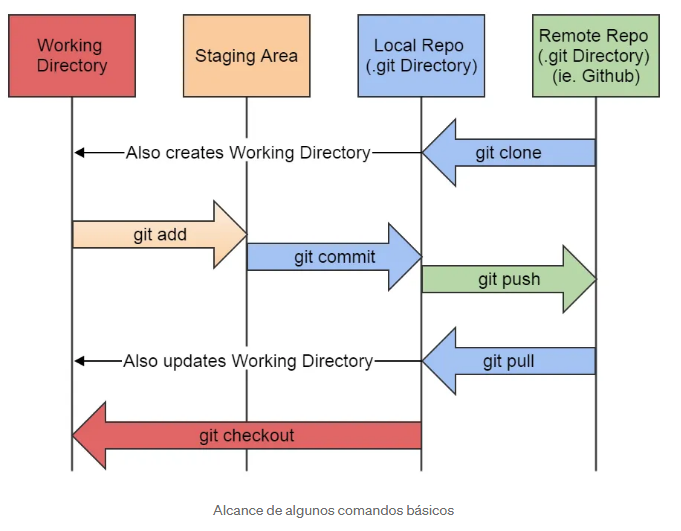 Working
Directory
Staging Area
Local Repo
(.git Directory)
Remote Repo
(.git Directory)
(ie. Github)
Also creates Working Directory
git clone
git add
git commit
git push
Also updates Working Directory
git pull
git checkout
Alcance de algunos comandos básicos